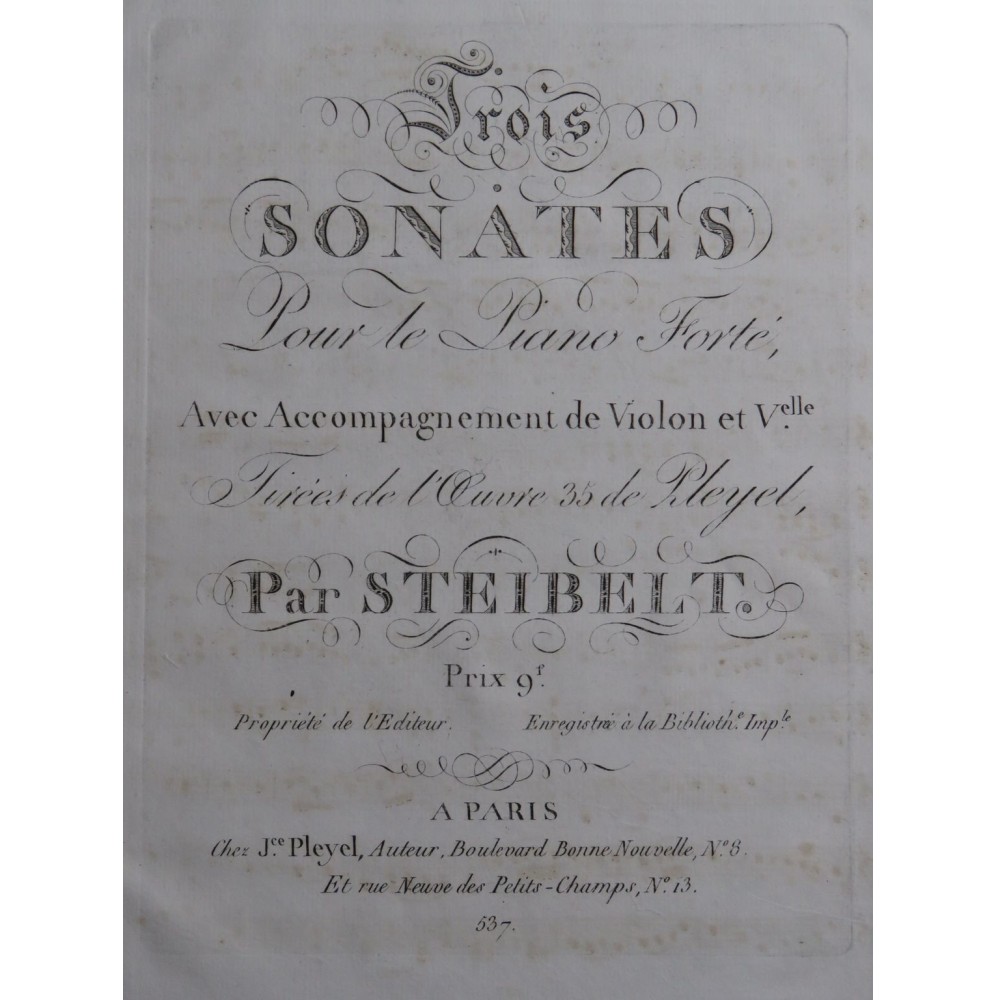 Trois
SONATES
Pour le Piano Forté,
Avec Accompagnement de Violon et V.elle
Tirées de l'Œuvre 35 de Pleyel,
Par STEIBELT.
Prix 9f.
Propriété de l'Editeur. Enregistré à la Biblioth.e Imp.le
A PARIS
Chez J.ce Pleyel, Auteur, Boulevard Bonne Nouvelle, N.o 8.
Et rue Neuve des Petits-Champs, N.o 13.
537.